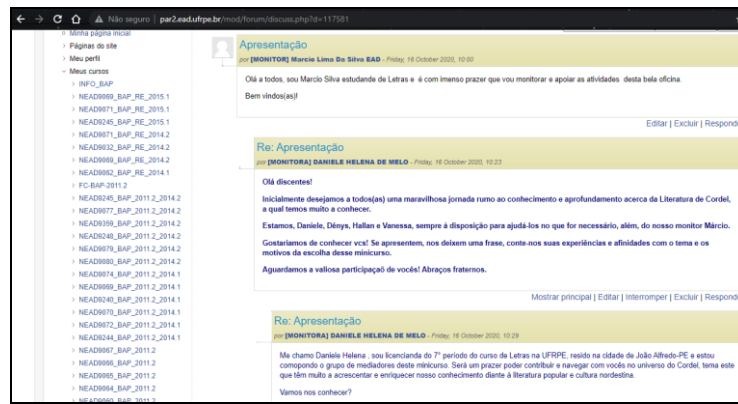 Não seguro | par2.ead.ufrpe.br/mod/forum/discuss.php?d=117581
Minha página inicial
Páginas do site
Meu perfil
Meus cursos
INFO_BAP
NEAD9069_BAP_RE_2015.1
NEAD9071_BAP_RE_2015.1
NEAD9245_BAP_RE_2015.1
NEAD9071_BAP_RE_2014.2
NEAD9032_BAP_RE_2014.2
NEAD9069_BAP_RE_2014.2
NEAD9062_BAP_RE_2014.1
FC-BAP-2011.2
NEAD9245_BAP_2011.2_2014.2
NEAD9077_BAP_2011.2_2014.2
NEAD9359_BAP_2011.2_2014.2
NEAD9248_BAP_2011.2_2014.2
NEAD9079_BAP_2011.2_2014.2
NEAD9080_BAP_2011.2_2014.2
NEAD9074_BAP_2011.2_2014.1
NEAD9069_BAP_2011.2_2014.1
NEAD9240_BAP_2011.2_2014.1
NEAD9070_BAP_2011.2_2014.1
NEAD9072_BAP_2011.2_2014.1
NEAD9244_BAP_2011.2_2014.1
NEAD9067_BAP_2011.2
NEAD9066_BAP_2011.2
NEAD9065_BAP_2011.2
NEAD9064_BAP_2011.2
NEAD9060_BAP_2011.2
Apresentação
por [MONITOR] Marcio Lima Da Silva EAD - Friday, 16 October 2020, 10:00
Olá a todos, sou Marcio Silva estudande de Letras e é com imenso prazer que vou monitorar e apoiar as atividades desta bela oficina.
Bem vindos(as)!
Editar | Excluir | Responde
Re: Apresentação
por [MONITORA] DANIELE HELENA DE MELO - Friday, 16 October 2020, 10:23
Olá discentes!
Inicialmente desejamos a todos(as) uma maravilhosa jornada rumo ao conhecimento e aprofundamento acerca da Literatura de Cordel,
a qual temos muito a conhecer.
Estamos, Daniele, Dênys, Hallan e Vanessa, sempre à disposição para ajudá-los no que for necessário, além, do nosso monitor Márcio.
Gostaríamos de conhecer vcs! Se apresentem, nos deixem uma frase, conte-nos suas experiências e afinidades com o tema e os
motivos da escolha desse minicurso.
Aguardamos a valiosa participaçaõ de vocês! Abraços fraternos.
Mostrar principal | Editar | Interromper | Excluir | Responde
Re: Apresentação
por [MONITORA] DANIELE HELENA DE MELO - Friday, 16 October 2020, 10:29
Me chamo Daniele Helena , sou licencianda do 7° período do curso de Letras na UFRPE, resido na cidade de João Alfredo-PE e estou
comopondo o grupo de mediadores deste minicurso. Será um prazer poder contribuir e navegar com vocês no universo do Cordel, tema este
que têm muito a acrescentar e enriquecer nosso conhecimento diante à literatura popular e cultura nordestina.
Vamos nos conhecer?